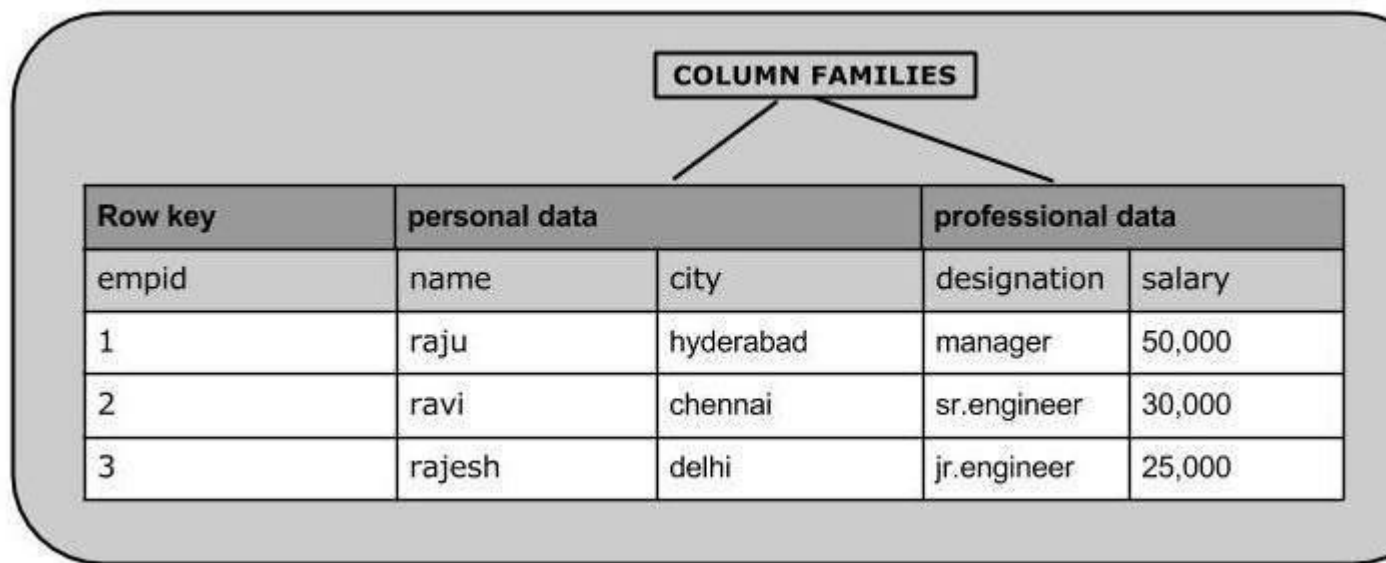 COLUMN FAMILIES
Row key personal data professional data
empid name city designation salary
1 raju hyderabad manager 50,000
2 ravi chennai sr.engineer 30,000
3 rajesh delhi jr.engineer 25,000